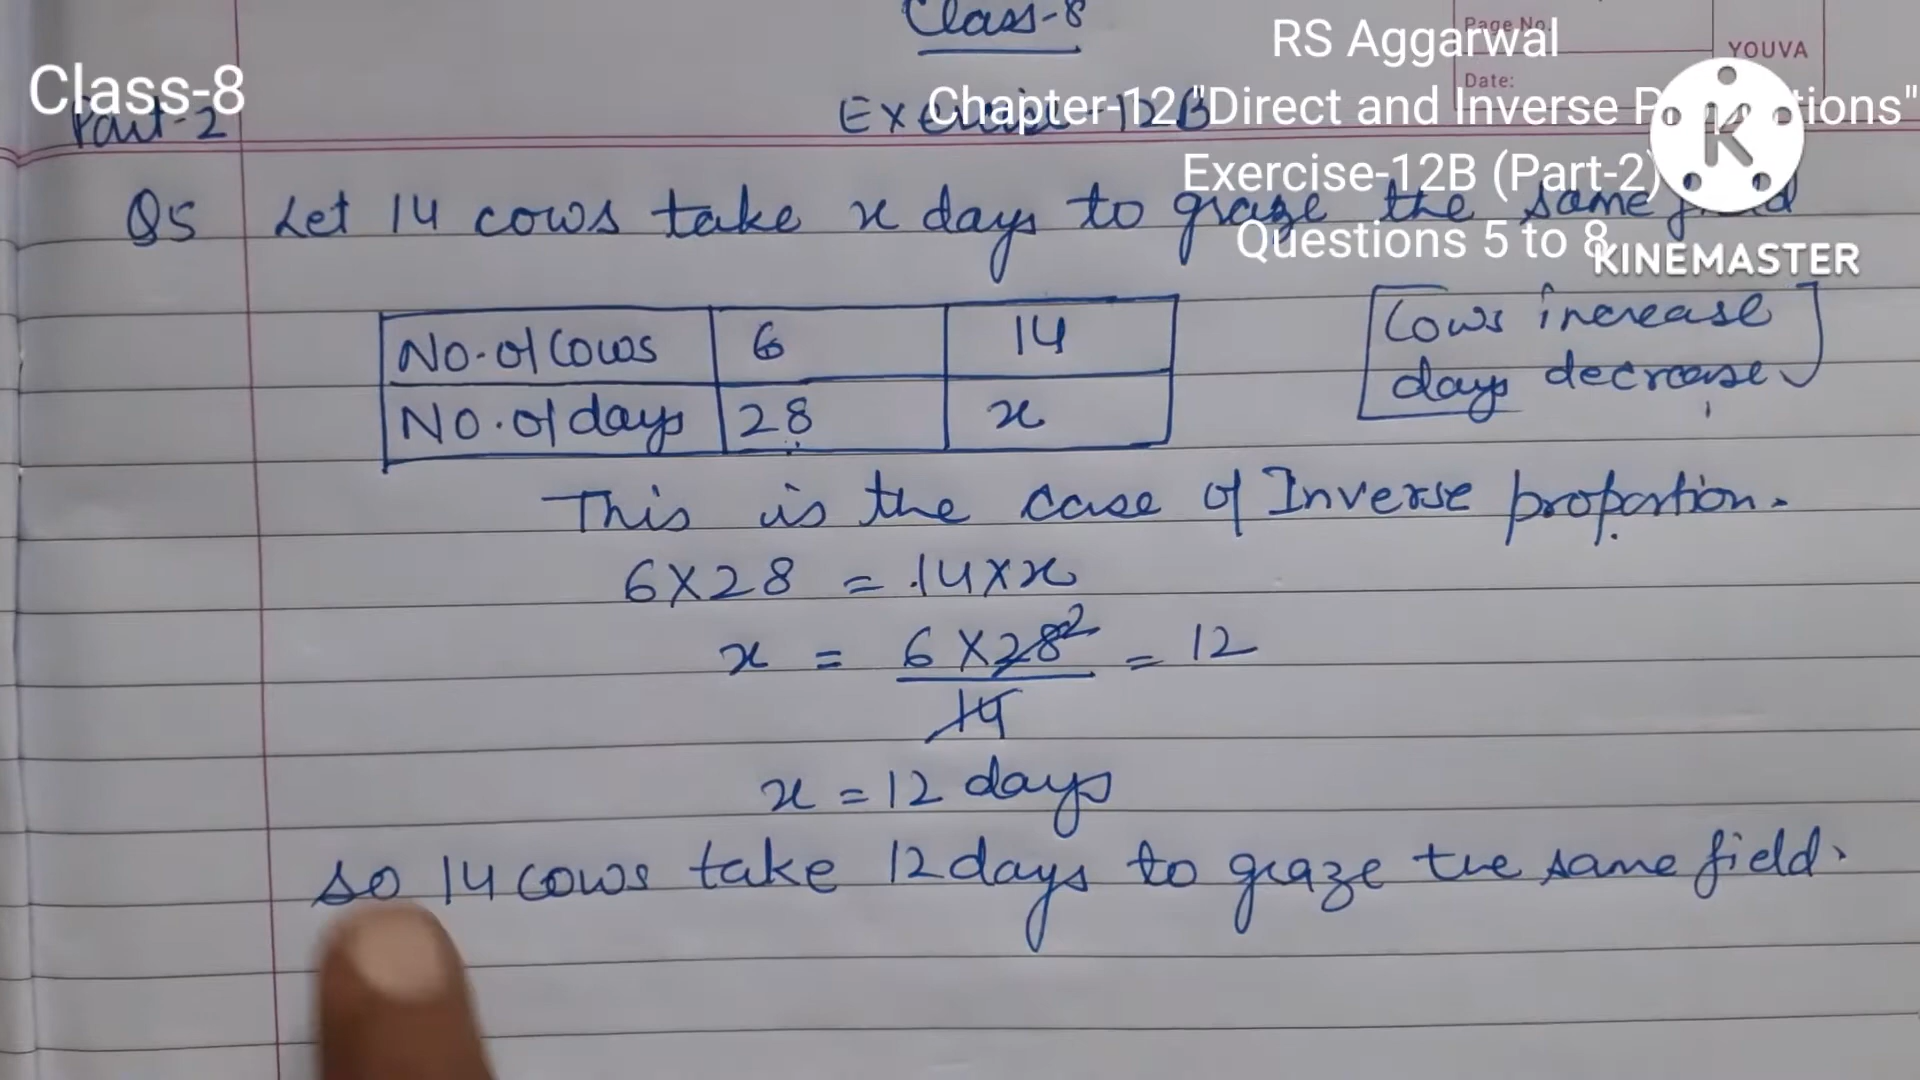 Class-8
RS Aggarwal
Page No.
YOUVA
Date:
Class-8
Chapter-12 "Direct and Inverse P tions"
Part-2
Exercise-12B
Exercise-12B (Part-2)
Q5 Let 14 cows take x days to graze the same field
Questions 5 to 8
K
KINEMASTER
No. of Cows 6 14
No. of days 28 x
Cows increase
days decrease
This is the case of Inverse proportion.
6×28 = 14×x
x = 6×28 2 = 12
14
x = 12 days
So 14 cows take 12 days to graze the same field.